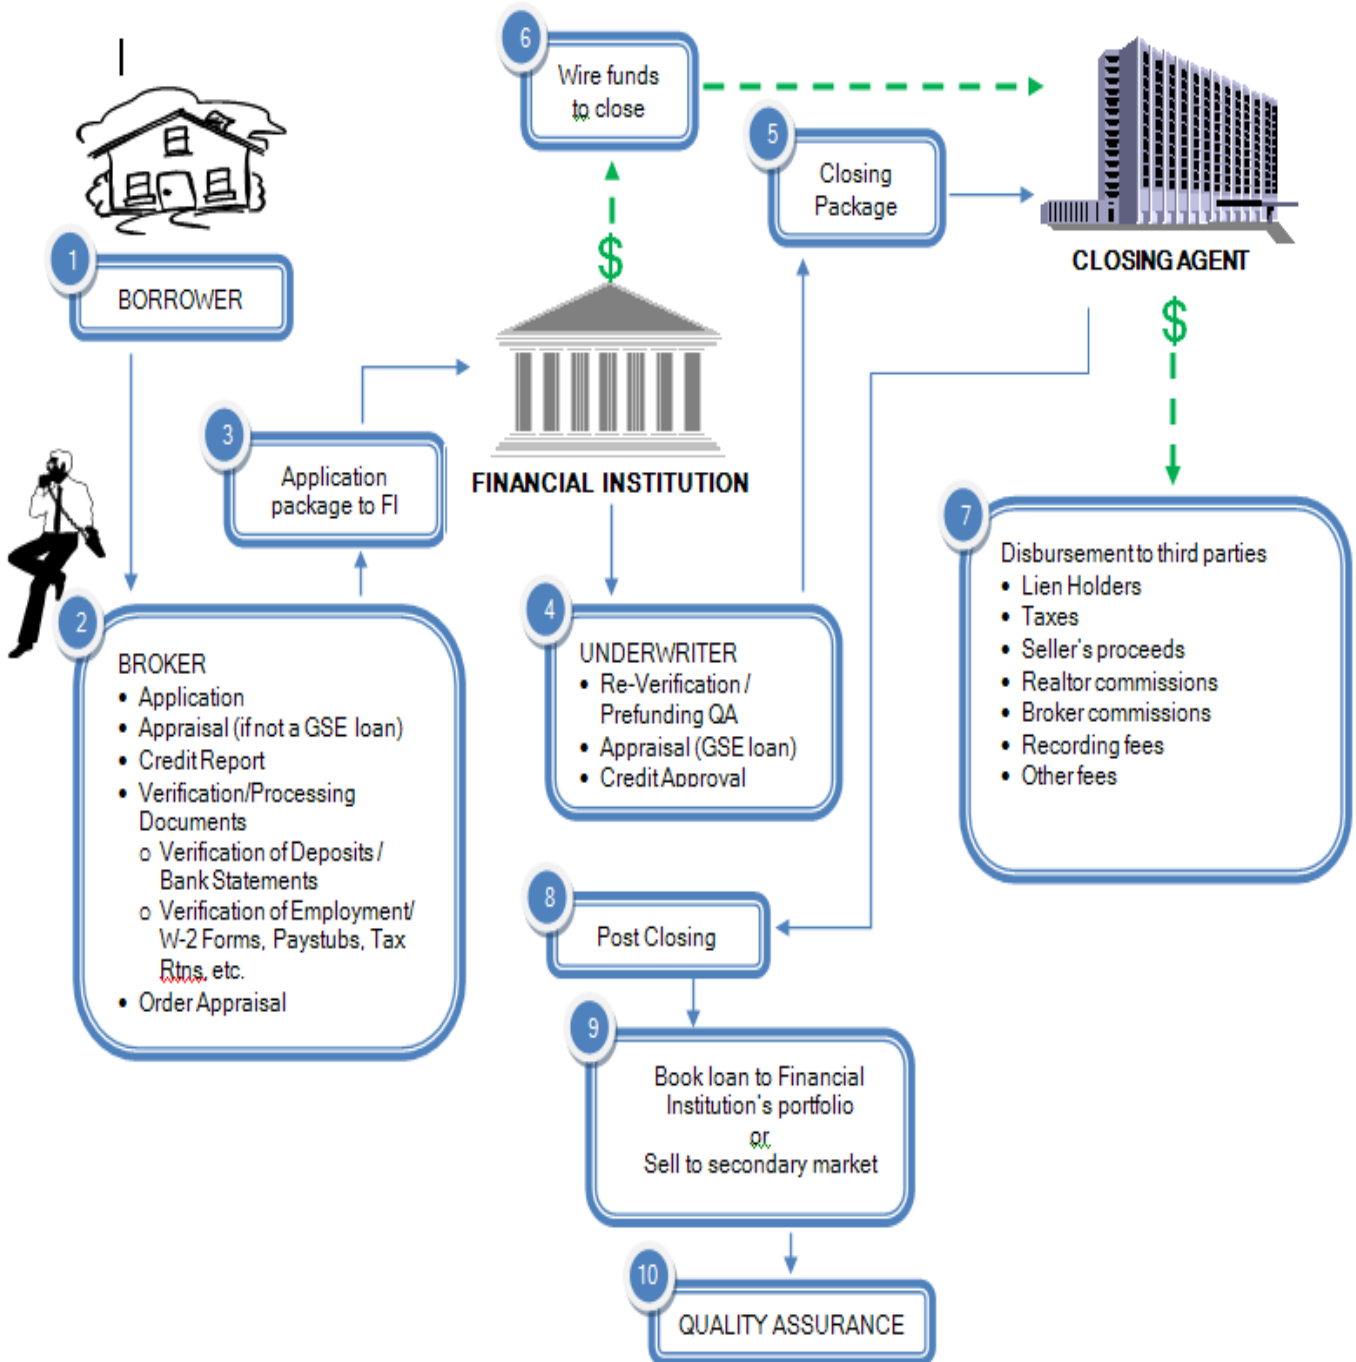 1
BORROWER
2
BROKER
• Application
• Appraisal (if not a GSE loan)
• Credit Report
• Verification/Processing
Documents
o Verification of Deposits /
Bank Statements
o Verification of Employment/
W-2 Forms, Paystubs, Tax
Rtns, etc.
• Order Appraisal
3
Application
package to FI
$
FINANCIAL INSTITUTION
4
UNDERWRITER
• Re-Verification /
Prefunding QA
• Appraisal (GSE loan)
• Credit Approval
5
Closing
Package
6
Wire funds
to close
CLOSING AGENT
$
7
Disbursement to third parties
• Lien Holders
• Taxes
• Seller's proceeds
• Realtor commissions
• Broker commissions
• Recording fees
• Other fees
8
Post Closing
9
Book loan to Financial
Institution's portfolio
or
Sell to secondary market
10
QUALITY ASSURANCE